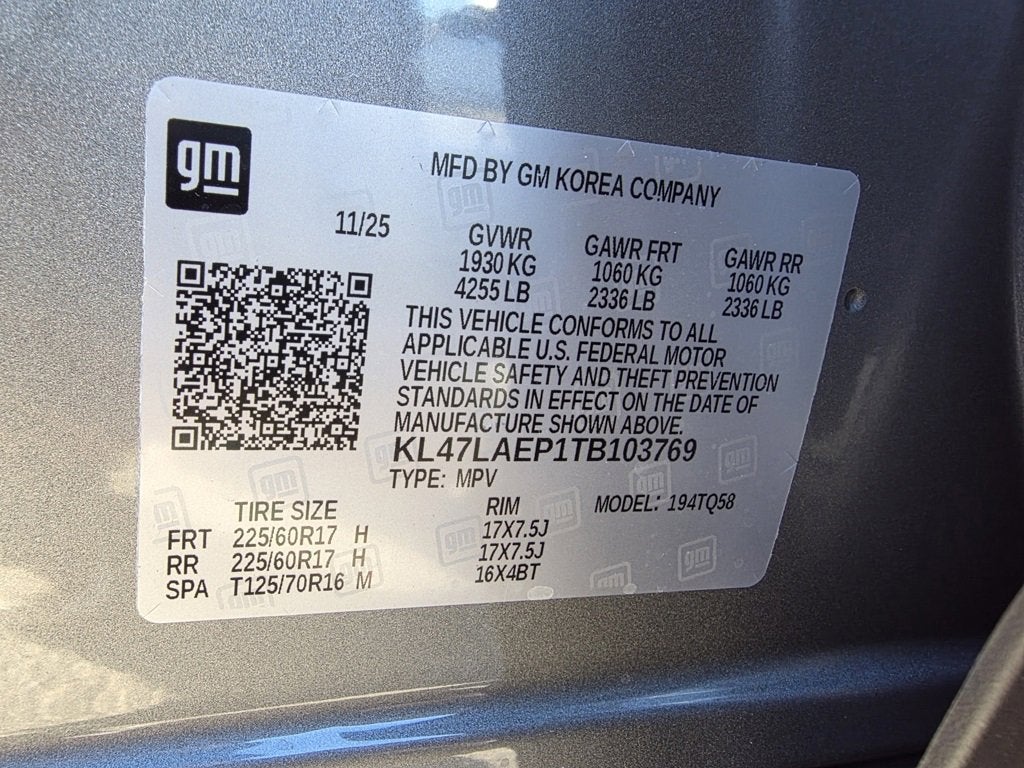 gm
MFD BY GM KOREA COMPANY
11/25
GVWR GAWR FRT GAWR RR
1930 KG 1060 KG 1060 KG
4255 LB 2336 LB 2336 LB
THIS VEHICLE CONFORMS TO ALL
APPLICABLE U.S. FEDERAL MOTOR
VEHICLE SAFETY AND THEFT PREVENTION
STANDARDS IN EFFECT ON THE DATE OF
MANUFACTURE SHOWN ABOVE.
KL47LAEP1TB103769
TYPE: MPV MODEL: 194TQ58
TIRE SIZE RIM
FRT 225/60R17 H 17X7.5J
RR 225/60R17 H 17X7.5J
SPA T125/70R16 M 16X4BT